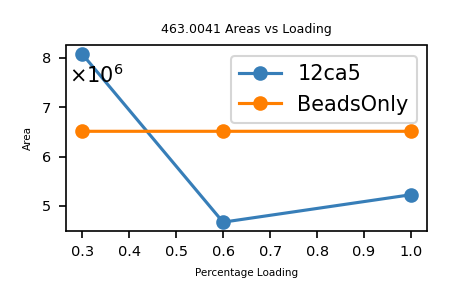 463.0041 Areas vs Loading
×10⁶
12ca5
BeadsOnly
8
7
6
5
Area
0.3 0.4 0.5 0.6 0.7 0.8 0.9 1.0
Percentage Loading